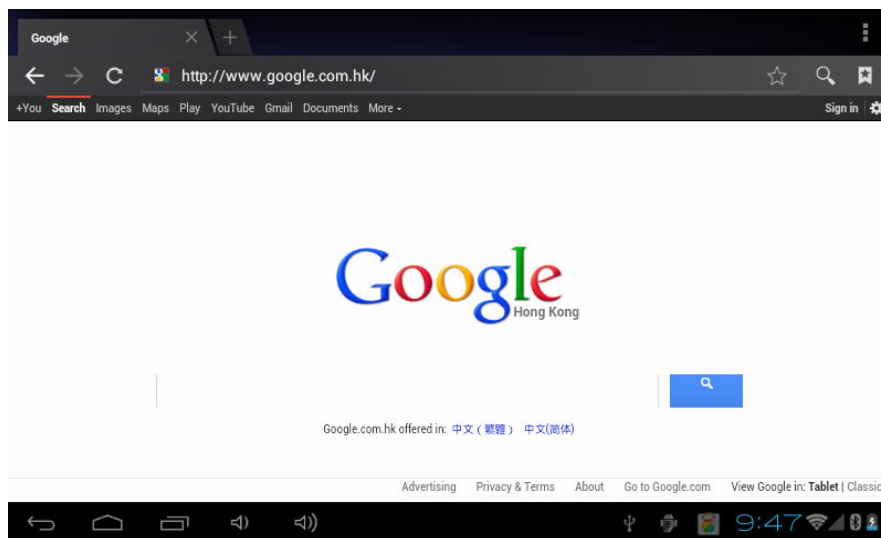 Google
http://www.google.com.hk/
+You Search Images Maps Play YouTube Gmail Documents More Sign in
Google
Hong Kong
Google.com.hk offered in: 中文（繁體） 中文(简体)
Advertising Privacy & Terms About Go to Google.com View Google in: Tablet | Classic
9:47